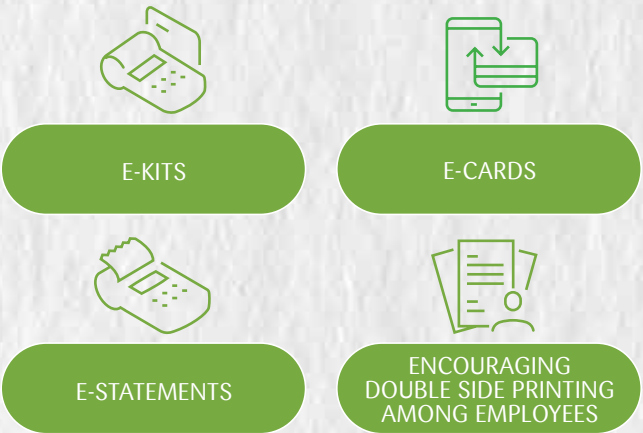 E-KITS
E-CARDS
E-STATEMENTS
ENCOURAGING
DOUBLE SIDE PRINTING
AMONG EMPLOYEES